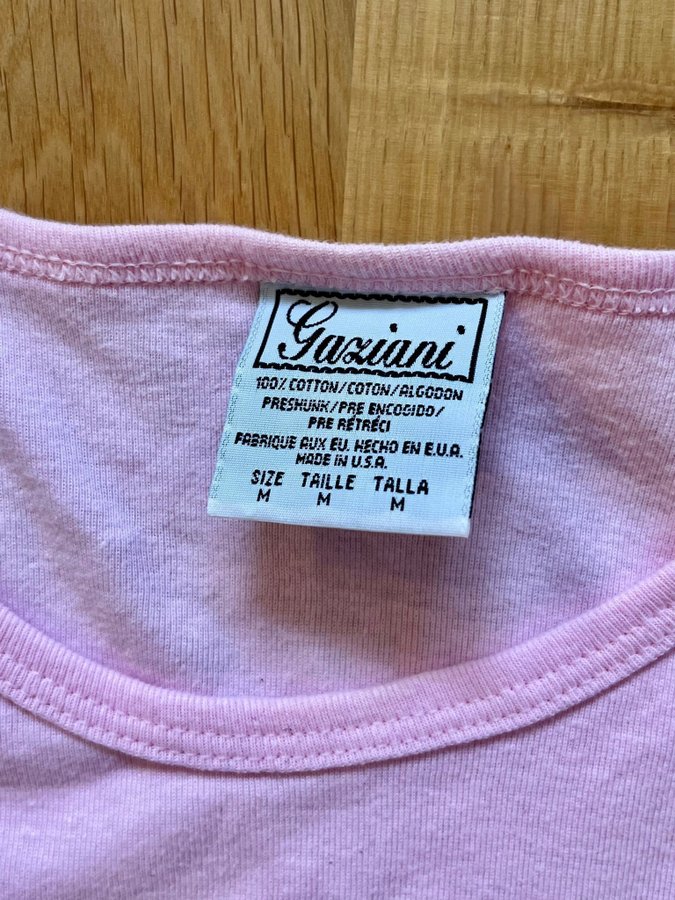 Gaziani
100% COTTON/COTON/ALGODON
PRESHUNK/PRE ENCOGIDO/
PRE RÉTRÉCI
FABRIQUE AUX EU. HECHO EN E.U.A.
MADE IN U.S.A.
SIZE TAILLE TALLA
M M M